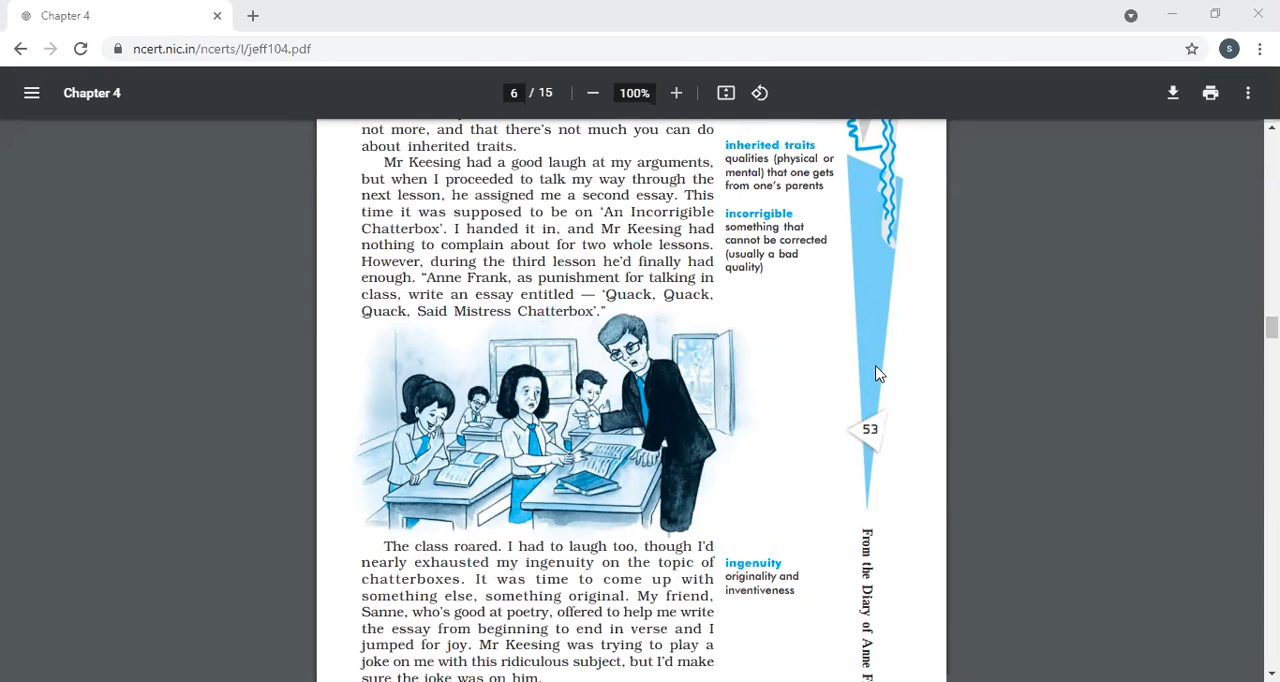 Chapter 4
ncert.nic.in/ncerts/l/jeff104.pdf
S
Chapter 4
6 / 15
100%
not more, and that there's not much you can do
about inherited traits.
Mr Keesing had a good laugh at my arguments,
but when I proceeded to talk my way through the
next lesson, he assigned me a second essay. This
time it was supposed to be on 'An Incorrigible
Chatterbox'. I handed it in, and Mr Keesing had
nothing to complain about for two whole lessons.
However, during the third lesson he'd finally had
enough. “Anne Frank, as punishment for talking in
class, write an essay entitled — ‘Quack, Quack,
Quack, Said Mistress Chatterbox’.”
inherited traits
qualities (physical or
mental) that one gets
from one's parents
incorrigible
something that
cannot be corrected
(usually a bad
quality)
53
The class roared. I had to laugh too, though I'd
nearly exhausted my ingenuity on the topic of
chatterboxes. It was time to come up with
something else, something original. My friend,
Sanne, who's good at poetry, offered to help me write
the essay from beginning to end in verse and I
jumped for joy. Mr Keesing was trying to play a
joke on me with this ridiculous subject, but I'd make
sure the joke was on him.
ingenuity
originality and
inventiveness
From the Diary of Anne F